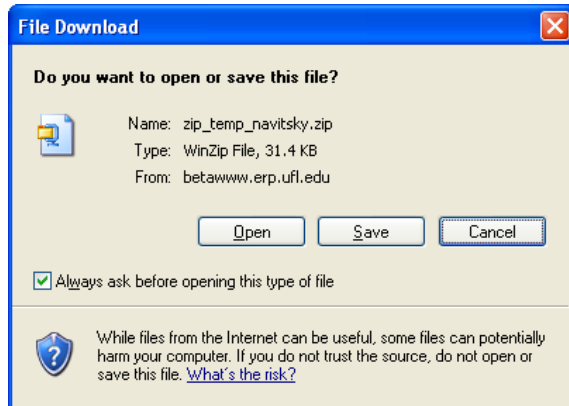 File Download
Do you want to open or save this file?
Name: zip_temp_navitsky.zip
Type: WinZip File, 31.4 KB
From: betawww.erp.ufl.edu
Open Save Cancel
Always ask before opening this type of file
While files from the Internet can be useful, some files can potentially
harm your computer. If you do not trust the source, do not open or
save this file. What's the risk?